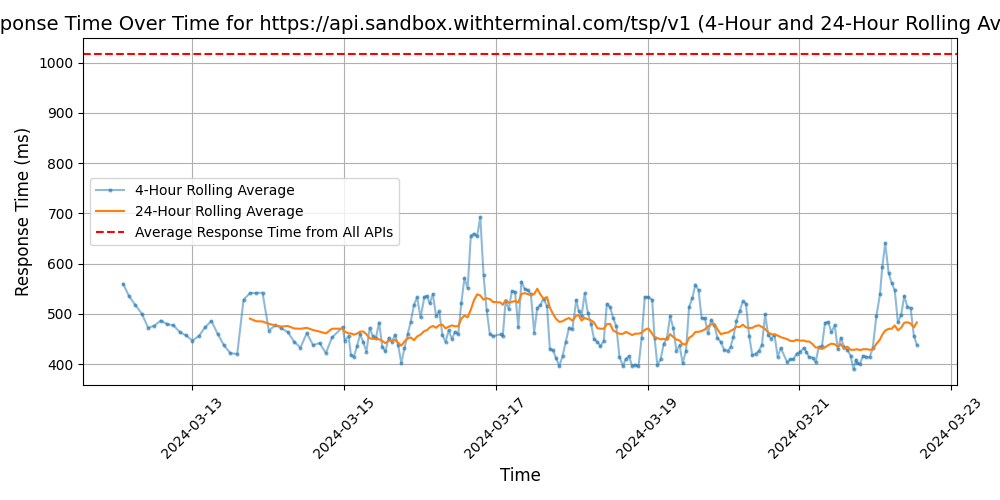 ponse Time Over Time for https://api.sandbox.withterminal.com/tsp/v1 (4-Hour and 24-Hour Rolling Av
Response Time (ms)
1000
900
800
700
600
500
400
4-Hour Rolling Average
24-Hour Rolling Average
Average Response Time from All APIs
2024-03-13
2024-03-15
2024-03-17
2024-03-19
2024-03-21
2024-03-23
Time